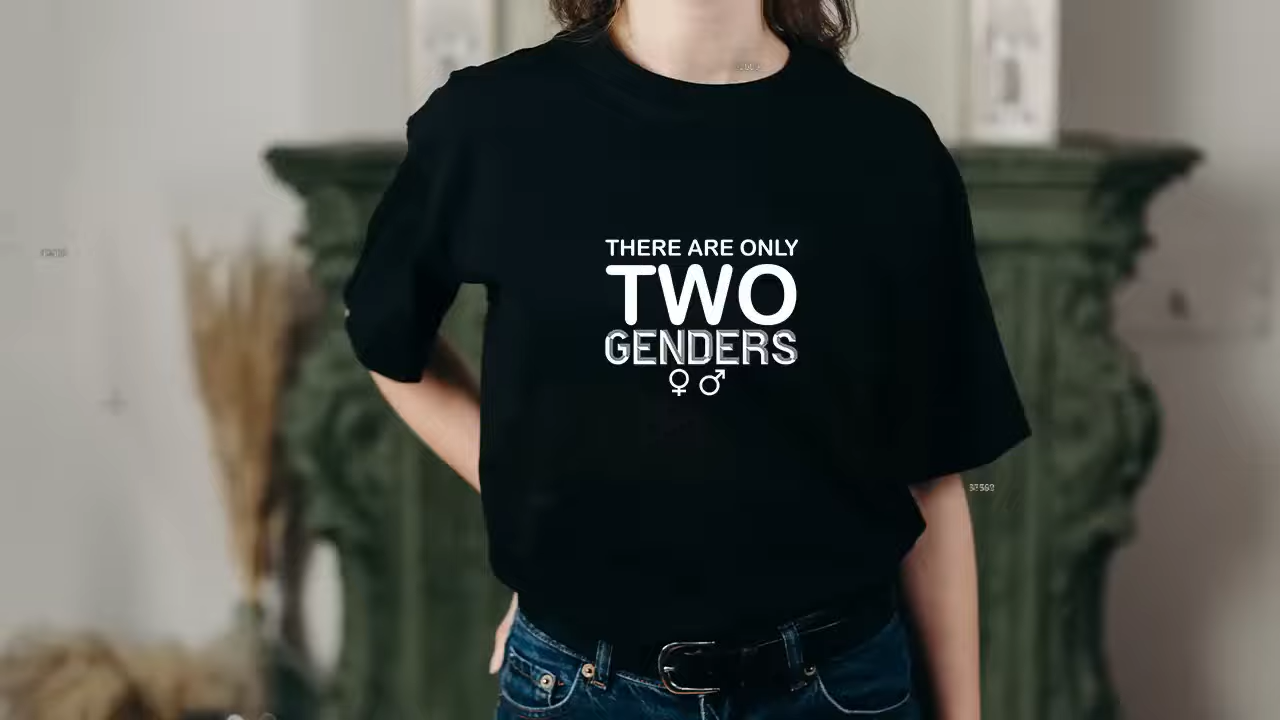 THERE ARE ONLY
TWO
GENDERS
♀ ♂